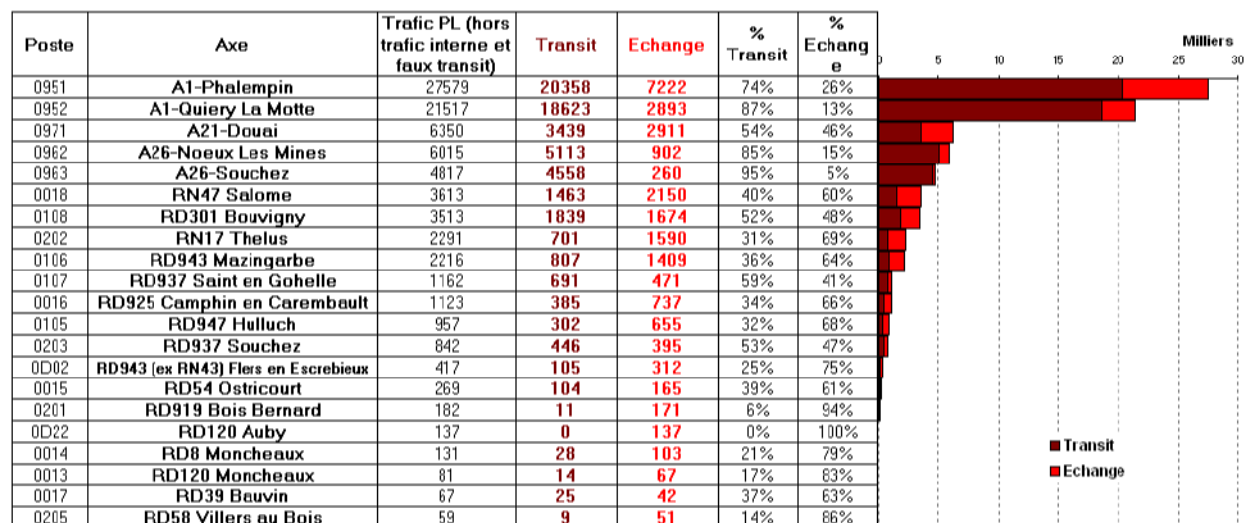 Poste Axe Trafic PL (hors trafic interne et faux transit) Transit Echange % Transit % Echange
Milliers
0 5 10 15 20 25 30
0951 A1-Phalempin 27579 20358 7222 74% 26%
0952 A1-Quiery La Motte 21517 18623 2893 87% 13%
0971 A21-Douai 6350 3439 2911 54% 46%
0962 A26-Noeux Les Mines 6015 5113 902 85% 15%
0963 A26-Souchez 4817 4558 260 95% 5%
0018 RN47 Salome 3613 1463 2150 40% 60%
0108 RD301 Bouvigny 3513 1839 1674 52% 48%
0202 RN17 Thelus 2291 701 1590 31% 69%
0106 RD943 Mazingarbe 2216 807 1409 36% 64%
0107 RD937 Saint en Gohelle 1162 691 471 59% 41%
0016 RD925 Camphin en Carembault 1123 385 737 34% 66%
0105 RD947 Hulluch 957 302 655 32% 68%
0203 RD937 Souchez 842 446 395 53% 47%
0D02 RD943 (ex RN43) Flers en Escrebieux 417 105 312 25% 75%
0015 RD54 Ostricourt 269 104 165 39% 61%
0201 RD919 Bois Bernard 182 11 171 6% 94%
0D22 RD120 Auby 137 0 137 0% 100%
0014 RD8 Moncheaux 131 28 103 21% 79%
0013 RD120 Moncheaux 81 14 67 17% 83%
0017 RD39 Bauvin 67 25 42 37% 63%
0205 RD58 Villers au Bois 59 9 51 14% 86%
Transit
Echange